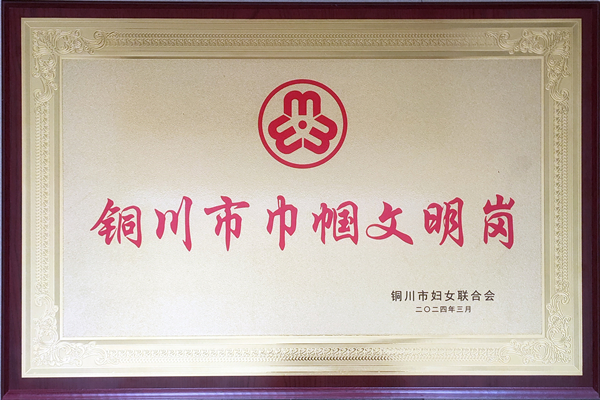 铜川市巾帼文明岗
铜川市妇女联合会
二〇二四年三月